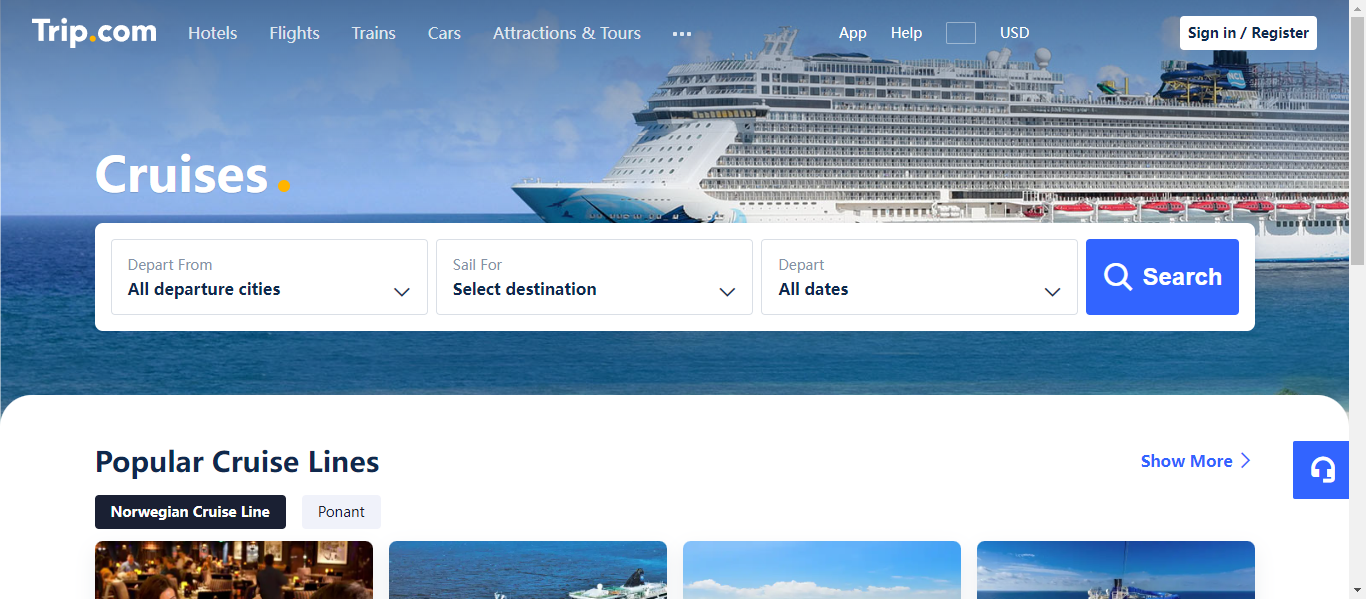 Trip.com Hotels Flights Trains Cars Attractions & Tours ... App Help USD Sign in / Register
NCL
Cruises.
Depart From
All departure cities
Sail For
Select destination
Depart
All dates
Search
Popular Cruise Lines
Show More
Norwegian Cruise Line
Ponant